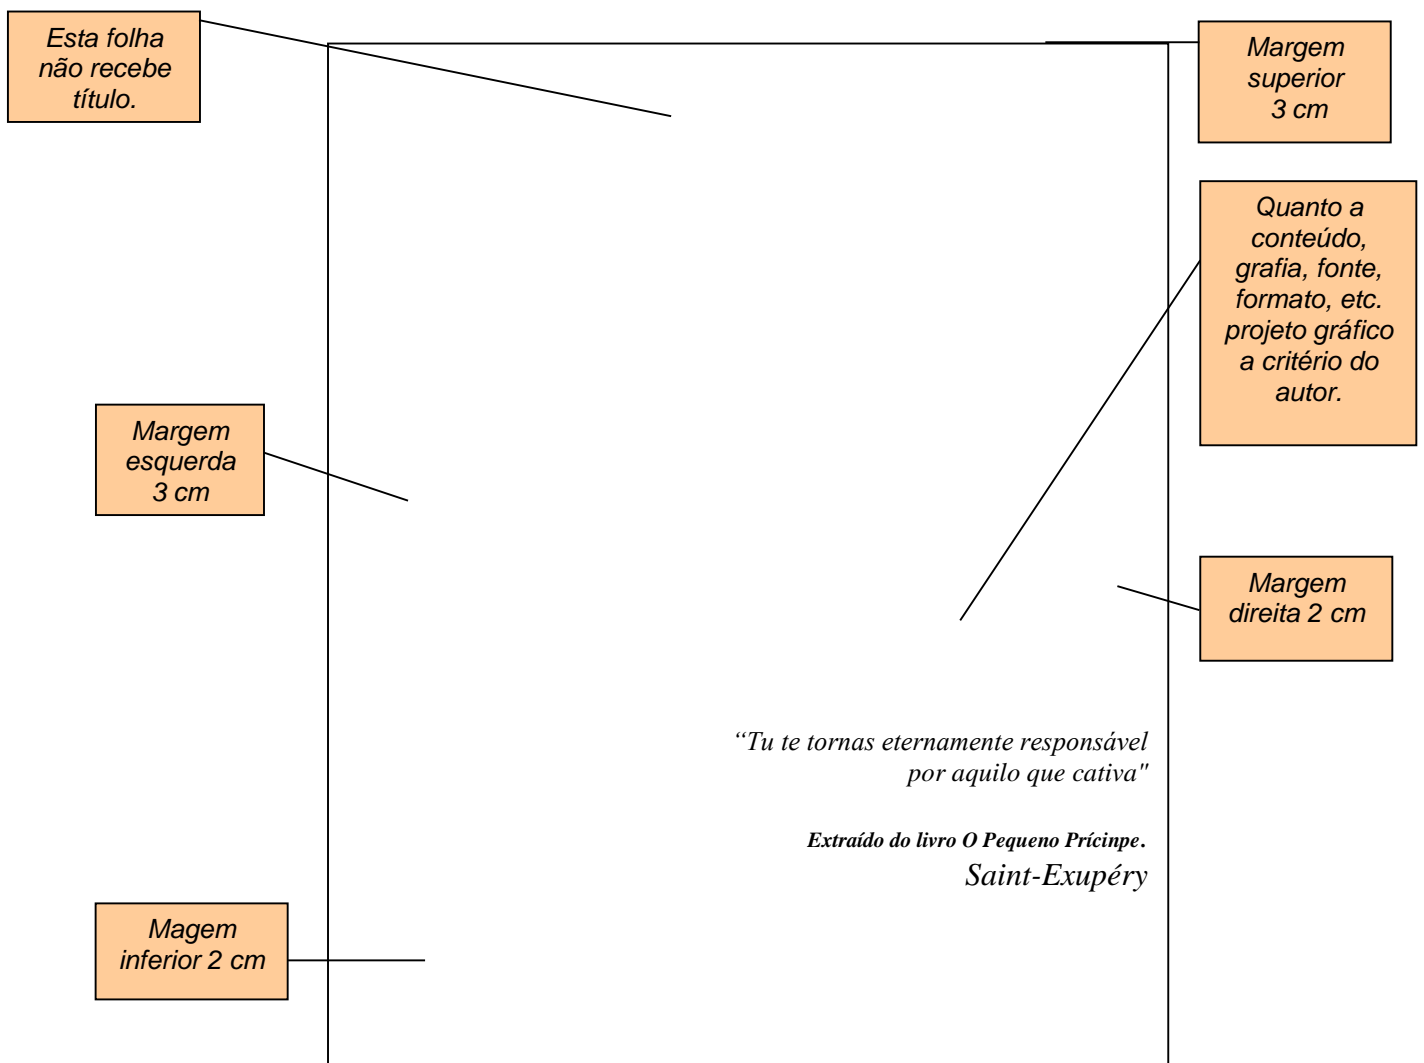 Esta folha
não recebe
título.
Margem
superior
3 cm
Quanto a
conteúdo,
grafia, fonte,
formato, etc.
projeto gráfico
a critério do
autor.
Margem
esquerda
3 cm
Margem
direita 2 cm
“Tu te tornas eternamente responsável
por aquilo que cativa"
Extraído do livro O Pequeno Prícinpe.
Saint-Exupéry
Magem
inferior 2 cm